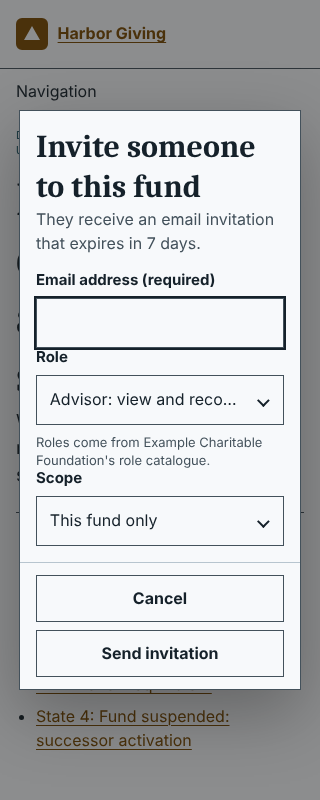 Harbor Giving
Navigation
Invite someone
to this fund
They receive an email invitation
that expires in 7 days.
Email address (required)
Role
Advisor: view and reco...
Roles come from Example Charitable
Foundation's role catalogue.
Scope
This fund only
Cancel
Send invitation
State 4: Fund suspended:
successor activation